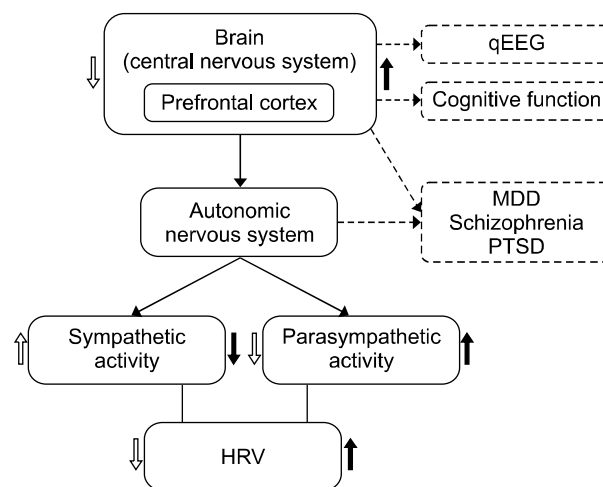 Brain
(central nervous system)
Prefrontal cortex
qEEG
Cognitive function
MDD
Schizophrenia
PTSD
Autonomic
nervous system
Sympathetic
activity
Parasympathetic
activity
HRV